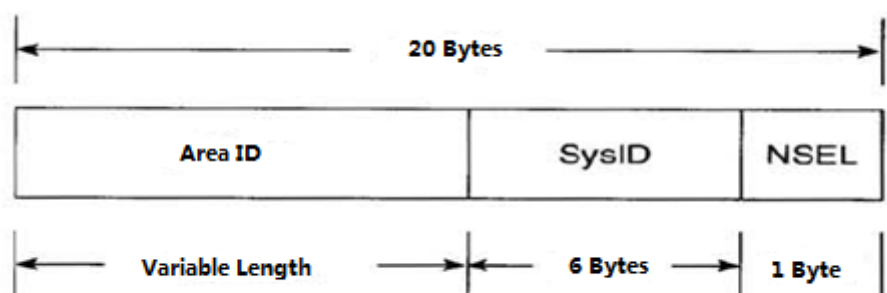 20 Bytes
Area ID SysID NSEL
Variable Length 6 Bytes 1 Byte